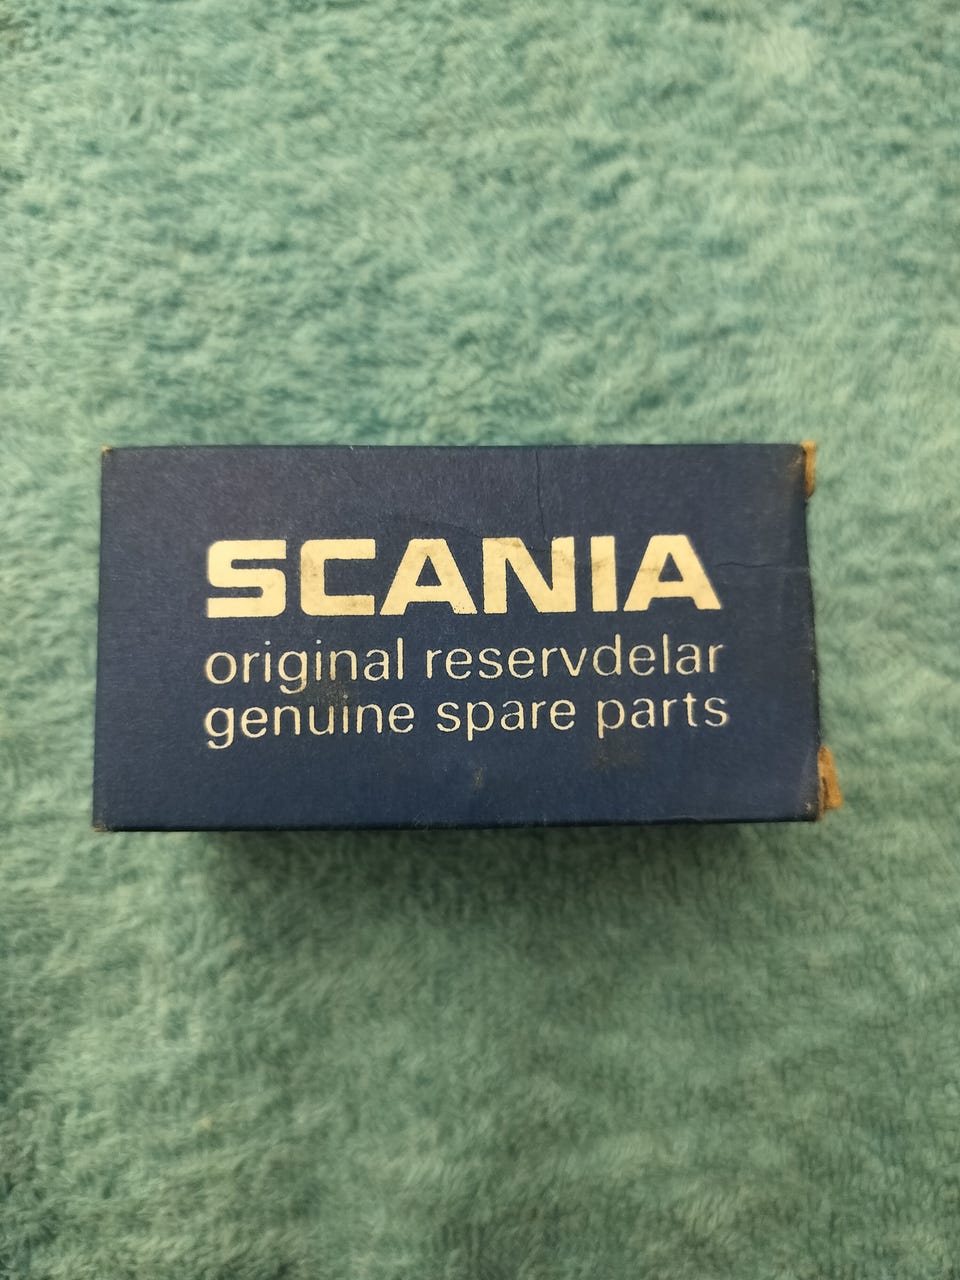 SCANIA
original reservdelar
genuine spare parts